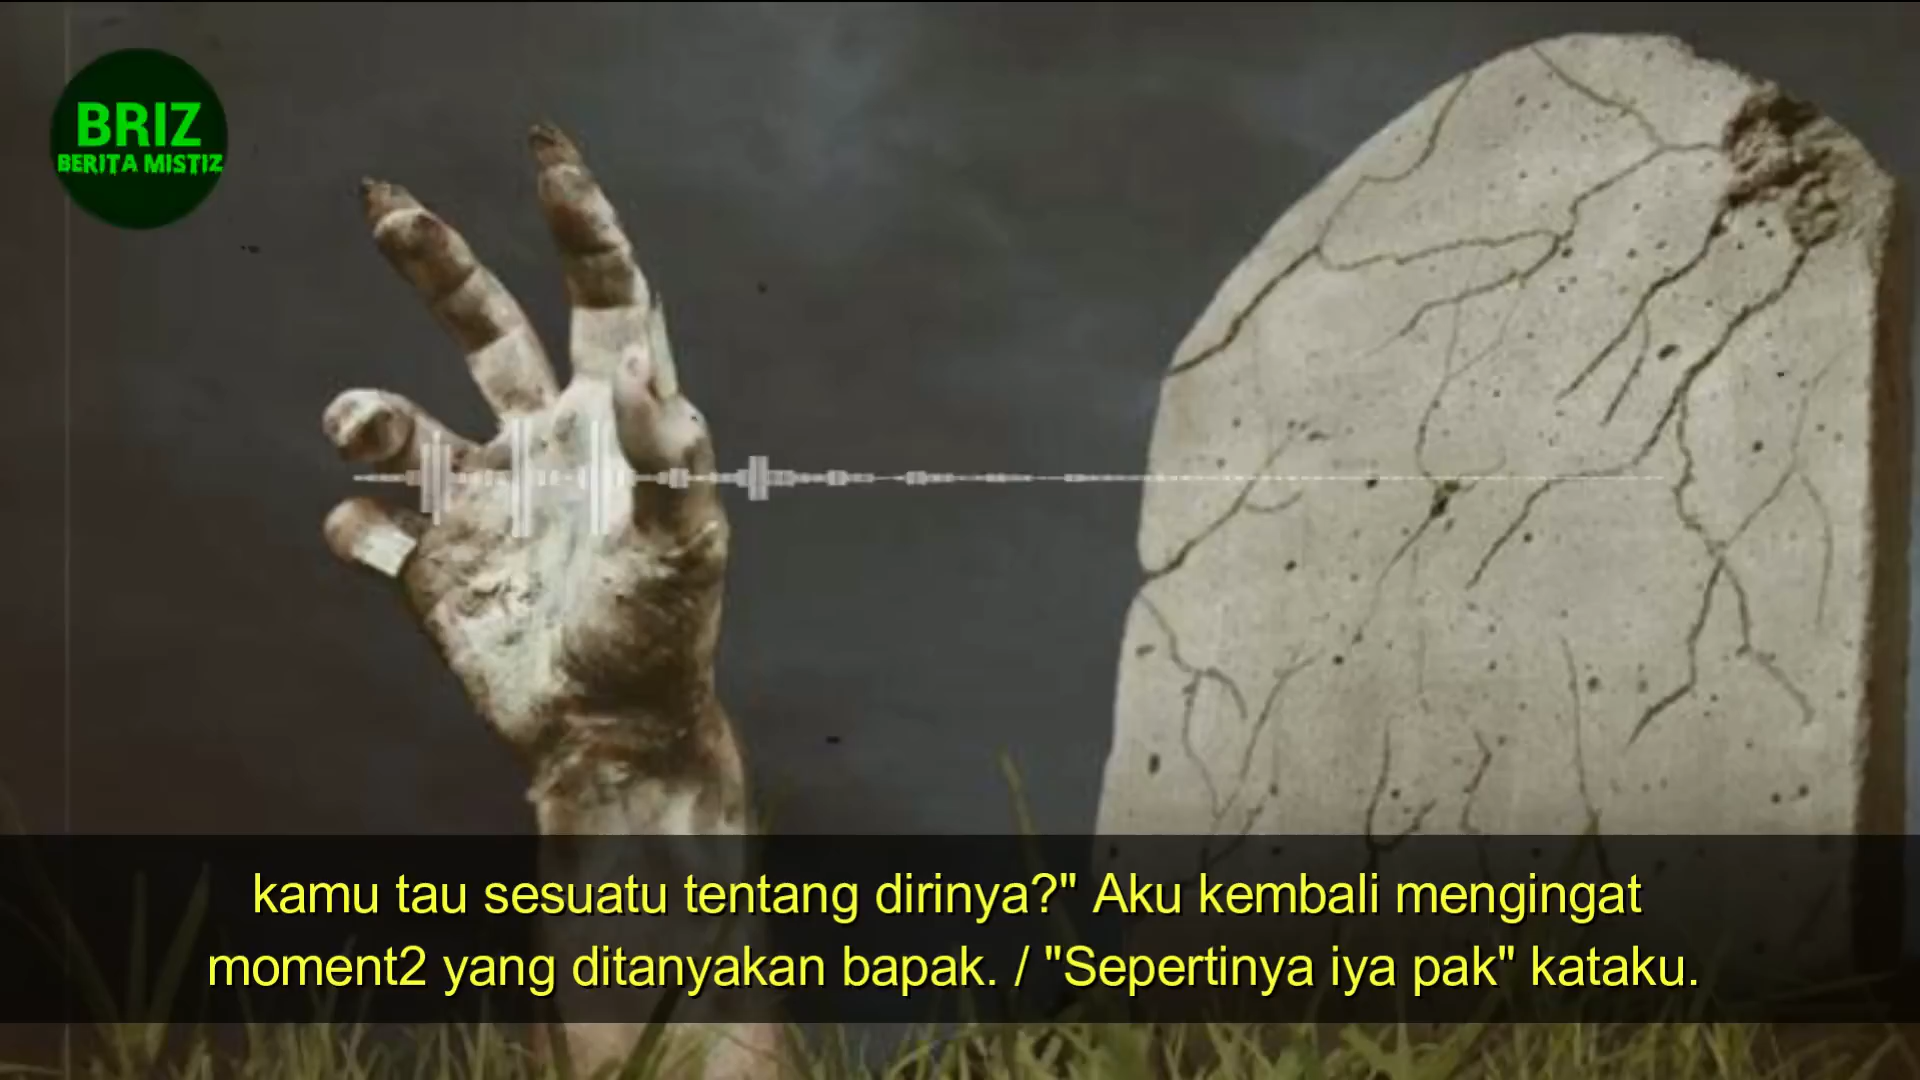 BRIZ
BERITA MISTIZ
kamu tau sesuatu tentang dirinya?" Aku kembali mengingat
moment2 yang ditanyakan bapak. / "Sepertinya iya pak" kataku.